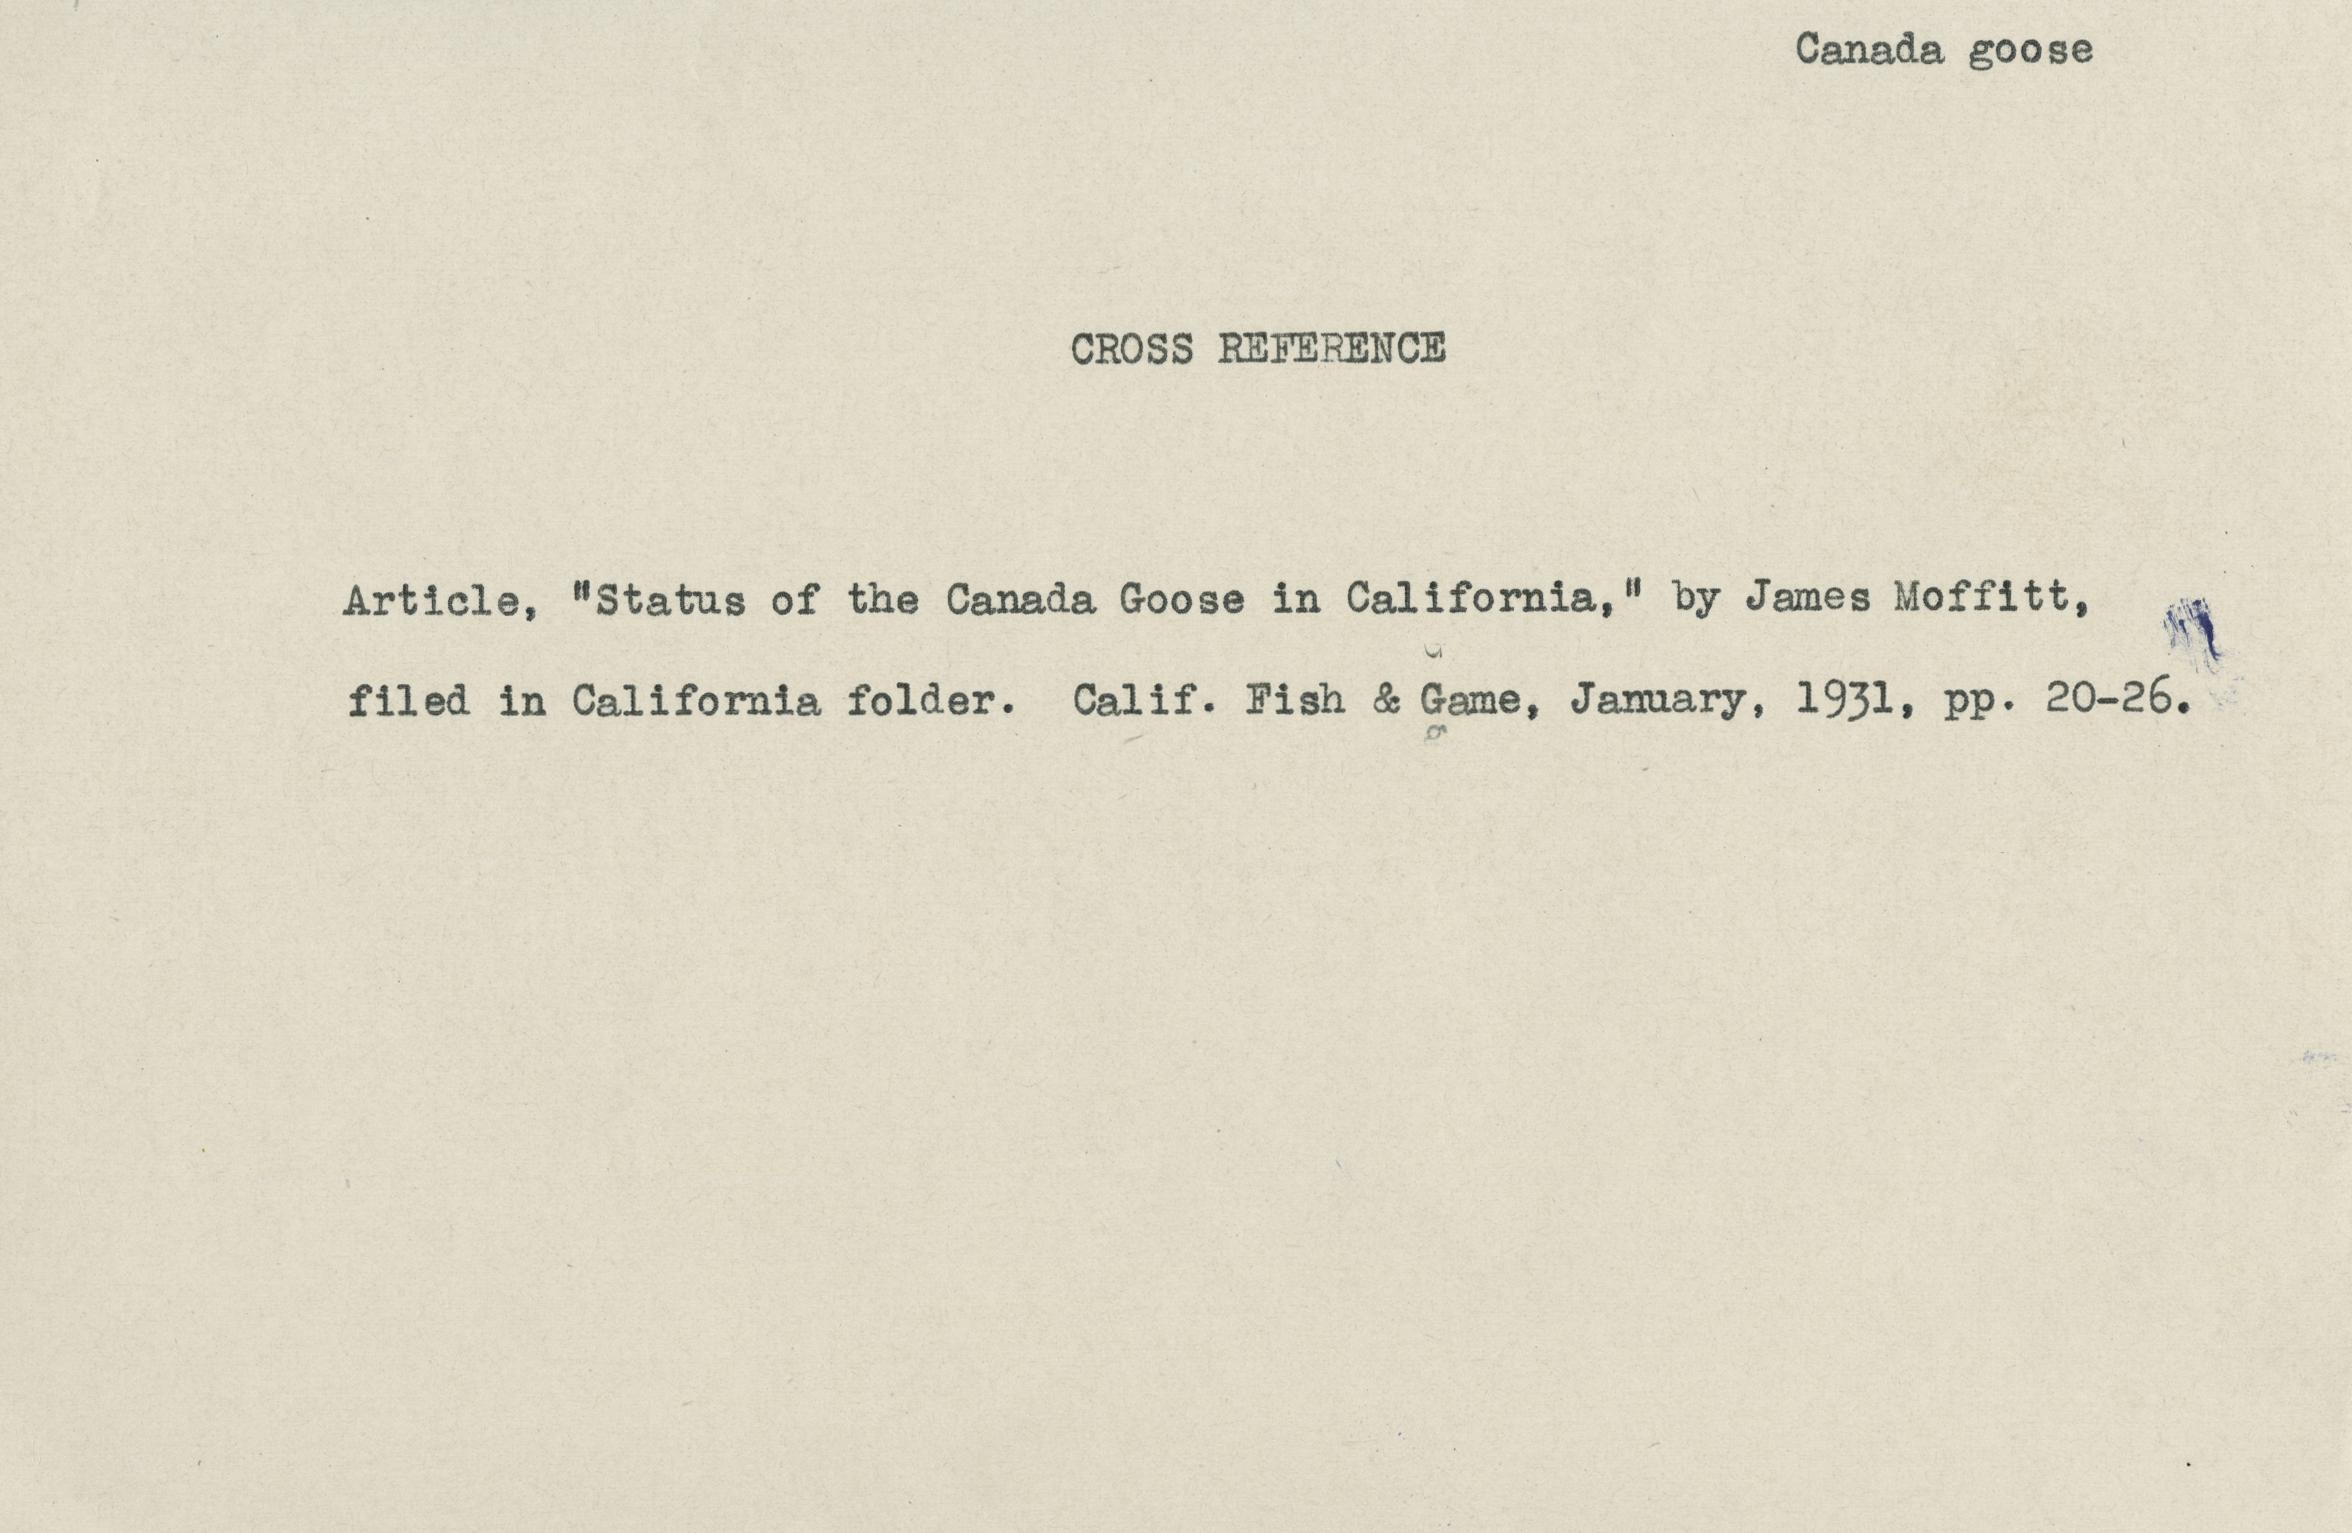 Canada goose
CROSS REFERENCE
Article, "Status of the Canada Goose in California," by James Moffitt,
filed in California folder. Calif. Fish & Game, January, 1931, pp. 20-26.